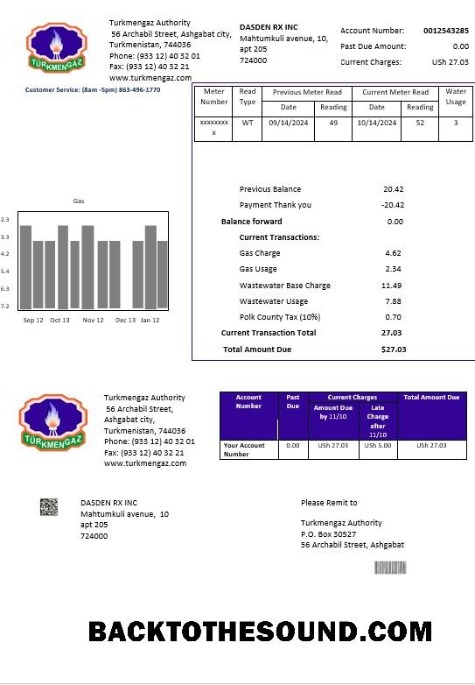 Turkmengaz Authority
56 Archabil Street, Ashgabat city,
Turkmenistan, 744036
Phone: (933 12) 40 32 01
Fax: (933 12) 40 32 21
www.turkmengaz.com
TÜRKMENGAZ
Customer Service: (8am -5pm) 863-496-1770
DASDEN RX INC
Mahtumkuli avenue, 10,
apt 205
724000
Account Number: 0012543285
Past Due Amount: 0.00
Current Charges: USh 27.03
Meter Number Read Type Previous Meter Read Current Meter Read Water Usage
Date Reading Date Reading
xxxxxxxx
x
WT 09/14/2024 49 10/14/2024 52 3
Previous Balance 20.42
Payment Thank you -20.42
Balance forward 0.00
Current Transactions:
Gas Charge 4.62
Gas Usage 2.34
Wastewater Base Charge 11.49
Wastewater Usage 7.88
Polk County Tax (10%) 0.70
Current Transaction Total 27.03
Total Amount Due $27.03
Gas
2.3
3.3
4.2
5.4
6.3
7.2
Sep 12 Oct 13 Nov 12 Dec 13 Jan 12
TÜRKMENGAZ
Turkmengaz Authority
56 Archabil Street,
Ashgabat city,
Turkmenistan, 744036
Phone: (933 12) 40 32 01
Fax: (933 12) 40 32 21
www.turkmengaz.com
Account Number Past Due Current Charges Total Amount Due
Amount Due by 11/10 Late Charge after 11/10
Your Account Number 0.00 USh 27.03 USh 5.00 USh 27.03
DASDEN RX INC
Mahtumkuli avenue, 10
apt 205
724000
Please Remit to
Turkmengaz Authority
P.O. Box 30527
56 Archabil Street, Ashgabat
BACKTOTHESOUND.COM